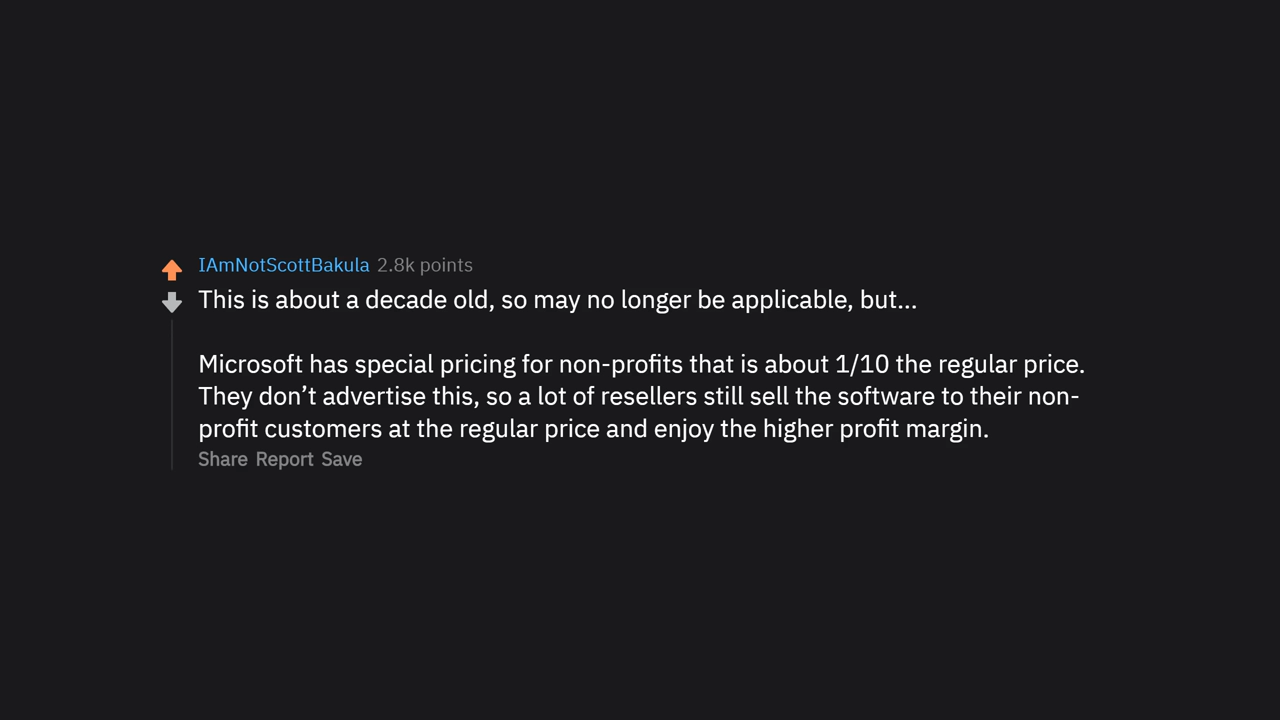 IAmNotScottBakula 2.8k points
This is about a decade old, so may no longer be applicable, but...
Microsoft has special pricing for non-profits that is about 1/10 the regular price.
They don’t advertise this, so a lot of resellers still sell the software to their non-
profit customers at the regular price and enjoy the higher profit margin.
Share Report Save